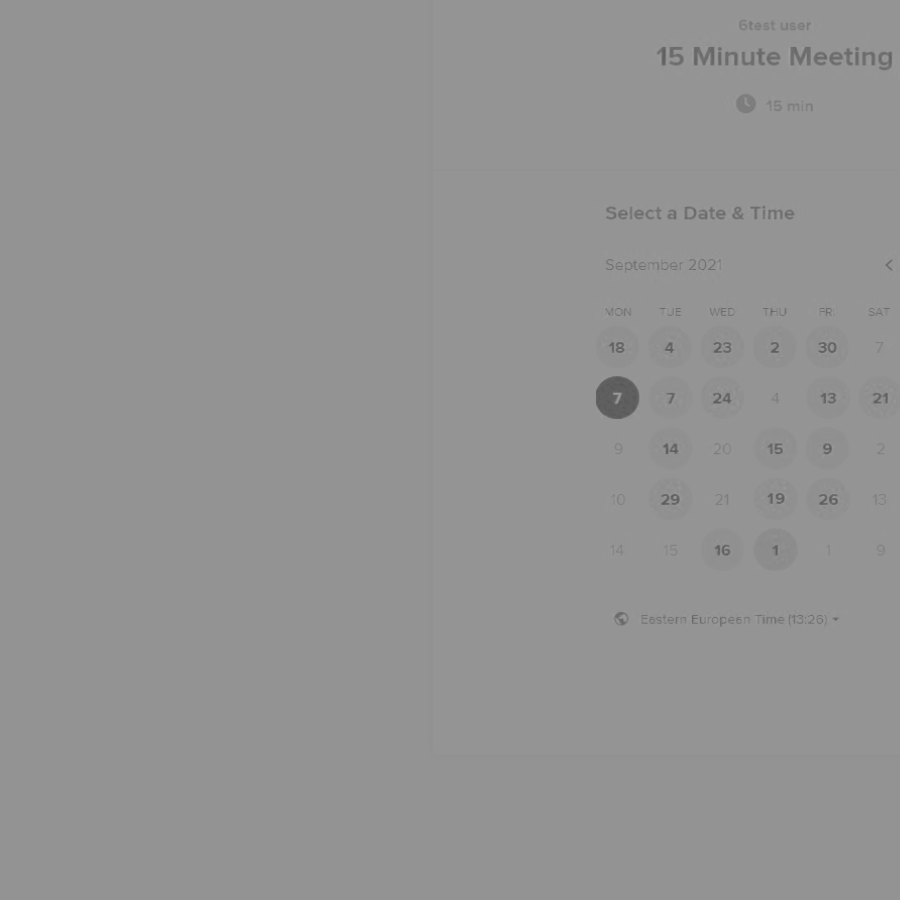 6test user
15 Minute Meeting
15 min
Select a Date & Time
September 2021
MON TUE WED THU FRI SAT
18 4 23 2 30 7
7 7 24 4 13 21
9 14 20 15 9 2
10 29 21 19 26 13
14 15 16 1 1 9
Eastern European Time (13:26)